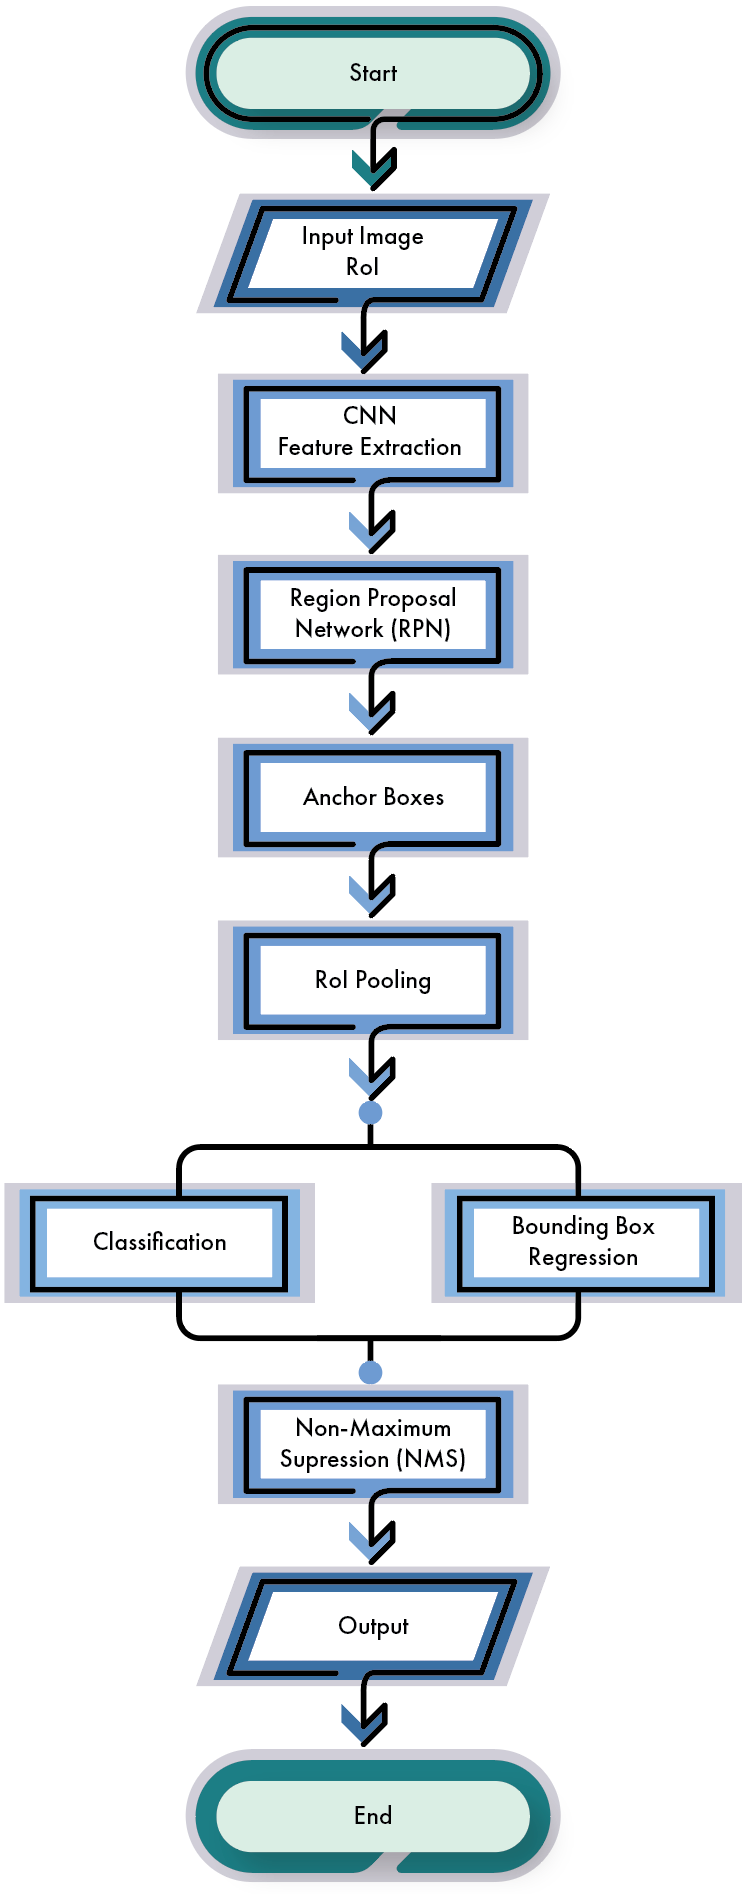 Start
Input Image
RoI
CNN
Feature Extraction
Region Proposal
Network (RPN)
Anchor Boxes
RoI Pooling
Classification
Bounding Box
Regression
Non-Maximum
Supression (NMS)
Output
End